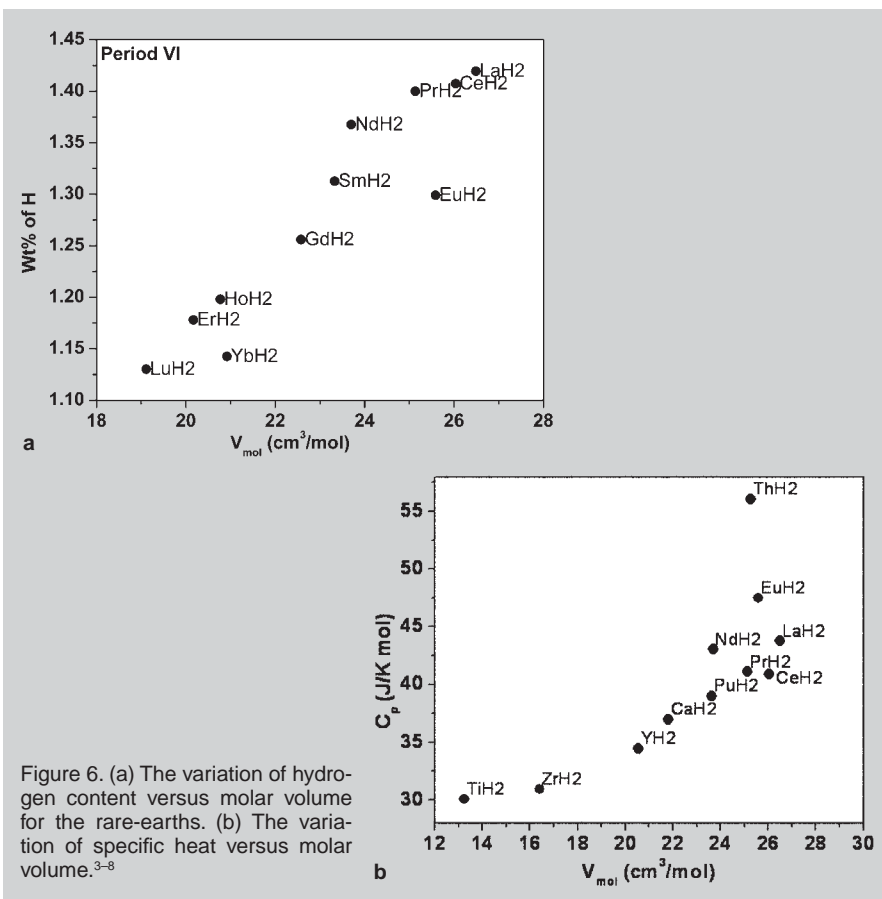 1.45
Period VI
LaH2
CeH2
1.40
PrH2
NdH2
1.35
SmH2
1.30
EuH2
Wt% of H
GdH2
1.25
1.20
HoH2
ErH2
1.15
YbH2
LuH2
1.10
18 20 22 24 26 28
a
V_mol (cm³/mol)
ThH2
55
50
EuH2
45
LaH2
NdH2
PrH2
40
CeH2
PuH2
C_p (J/K mol)
CaH2
35
YH2
30
TiH2
ZrH2
12 14 16 18 20 22 24 26 28 30
b
V_mol (cm³/mol)
Figure 6. (a) The variation of hydro-
gen content versus molar volume
for the rare-earths. (b) The varia-
tion of specific heat versus molar
volume.³⁻⁸